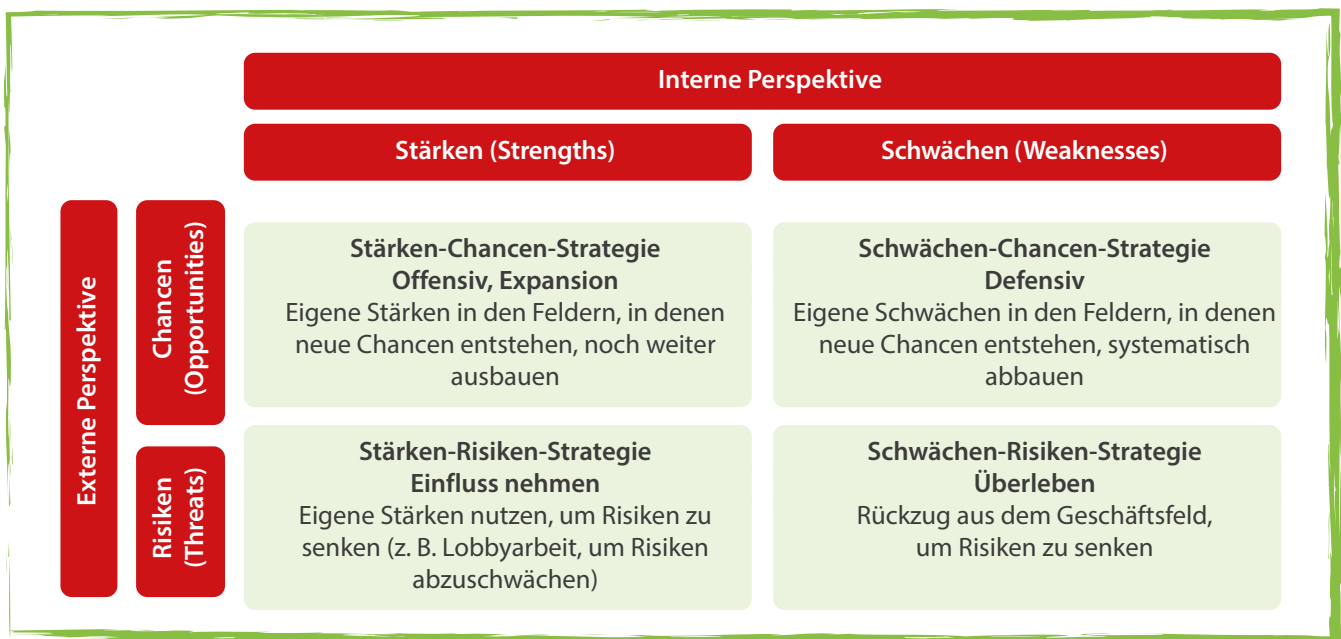 Interne Perspektive
Stärken (Strengths)
Schwächen (Weaknesses)
Externe Perspektive
Chancen
(Opportunities)
Stärken-Chancen-Strategie
Offensiv, Expansion
Eigene Stärken in den Feldern, in denen
neue Chancen entstehen, noch weiter
ausbauen
Schwächen-Chancen-Strategie
Defensiv
Eigene Schwächen in den Feldern, in denen
neue Chancen entstehen, systematisch
abbauen
Risiken
(Threats)
Stärken-Risiken-Strategie
Einfluss nehmen
Eigene Stärken nutzen, um Risiken zu
senken (z. B. Lobbyarbeit, um Risiken
abzuschwächen)
Schwächen-Risiken-Strategie
Überleben
Rückzug aus dem Geschäftsfeld,
um Risiken zu senken